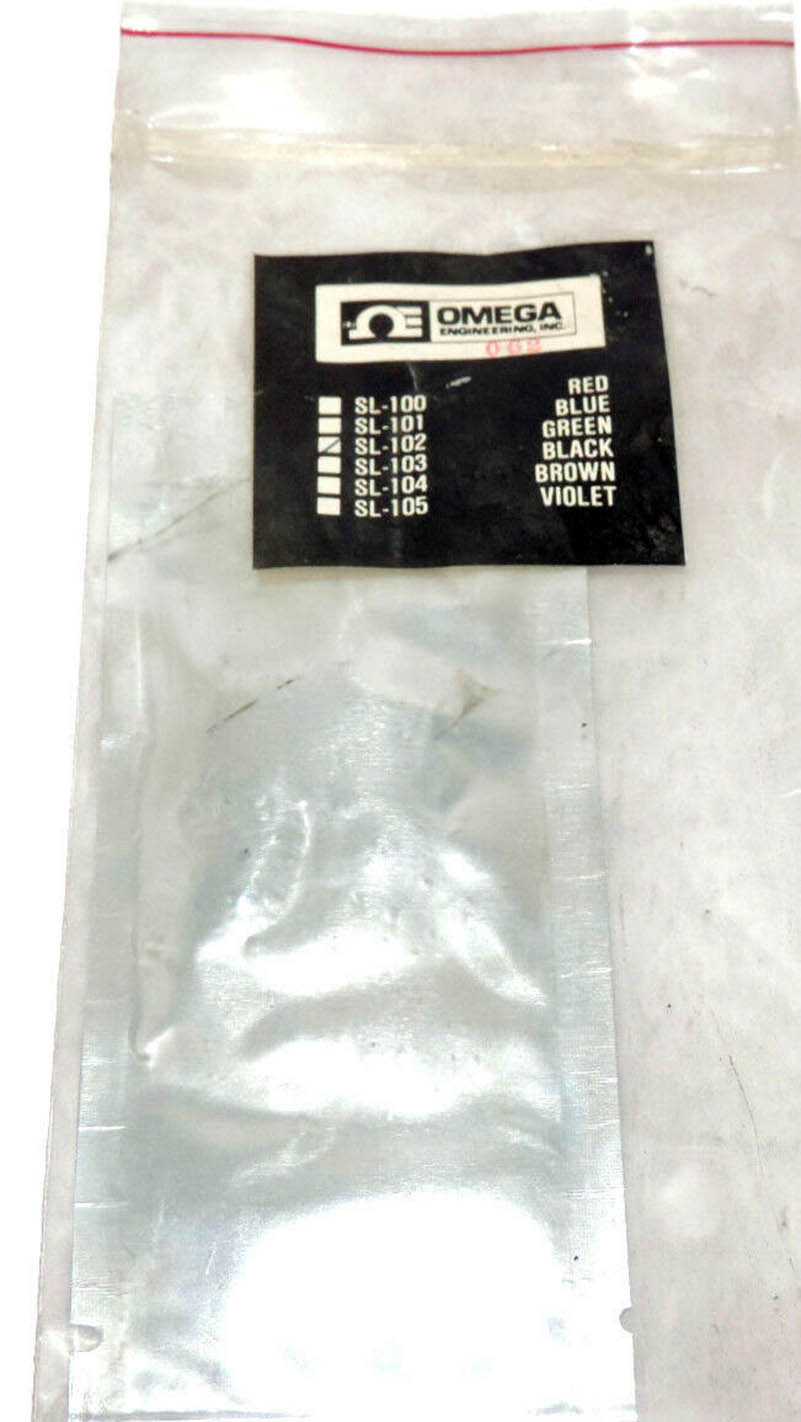 OMEGA
ENGINEERING, INC.
062
SL-100 RED
SL-101 BLUE
SL-102 GREEN
SL-103 BLACK
SL-104 BROWN
SL-105 VIOLET